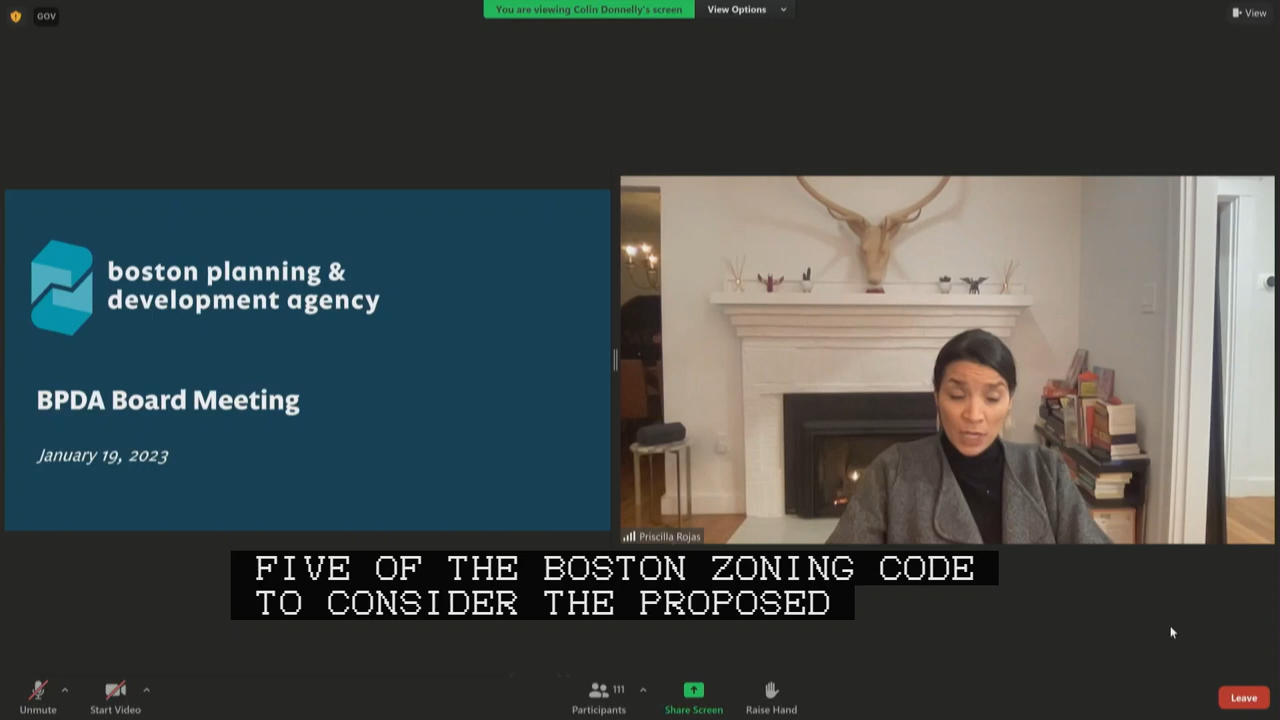 GOV
You are viewing Colin Donnelly's screen
View Options
View
boston planning &
development agency
BPDA Board Meeting
January 19, 2023
Priscilla Rojas
FIVE OF THE BOSTON ZONING CODE
TO CONSIDER THE PROPOSED
Unmute
Start Video
111
Participants
Share Screen
Raise Hand
Leave